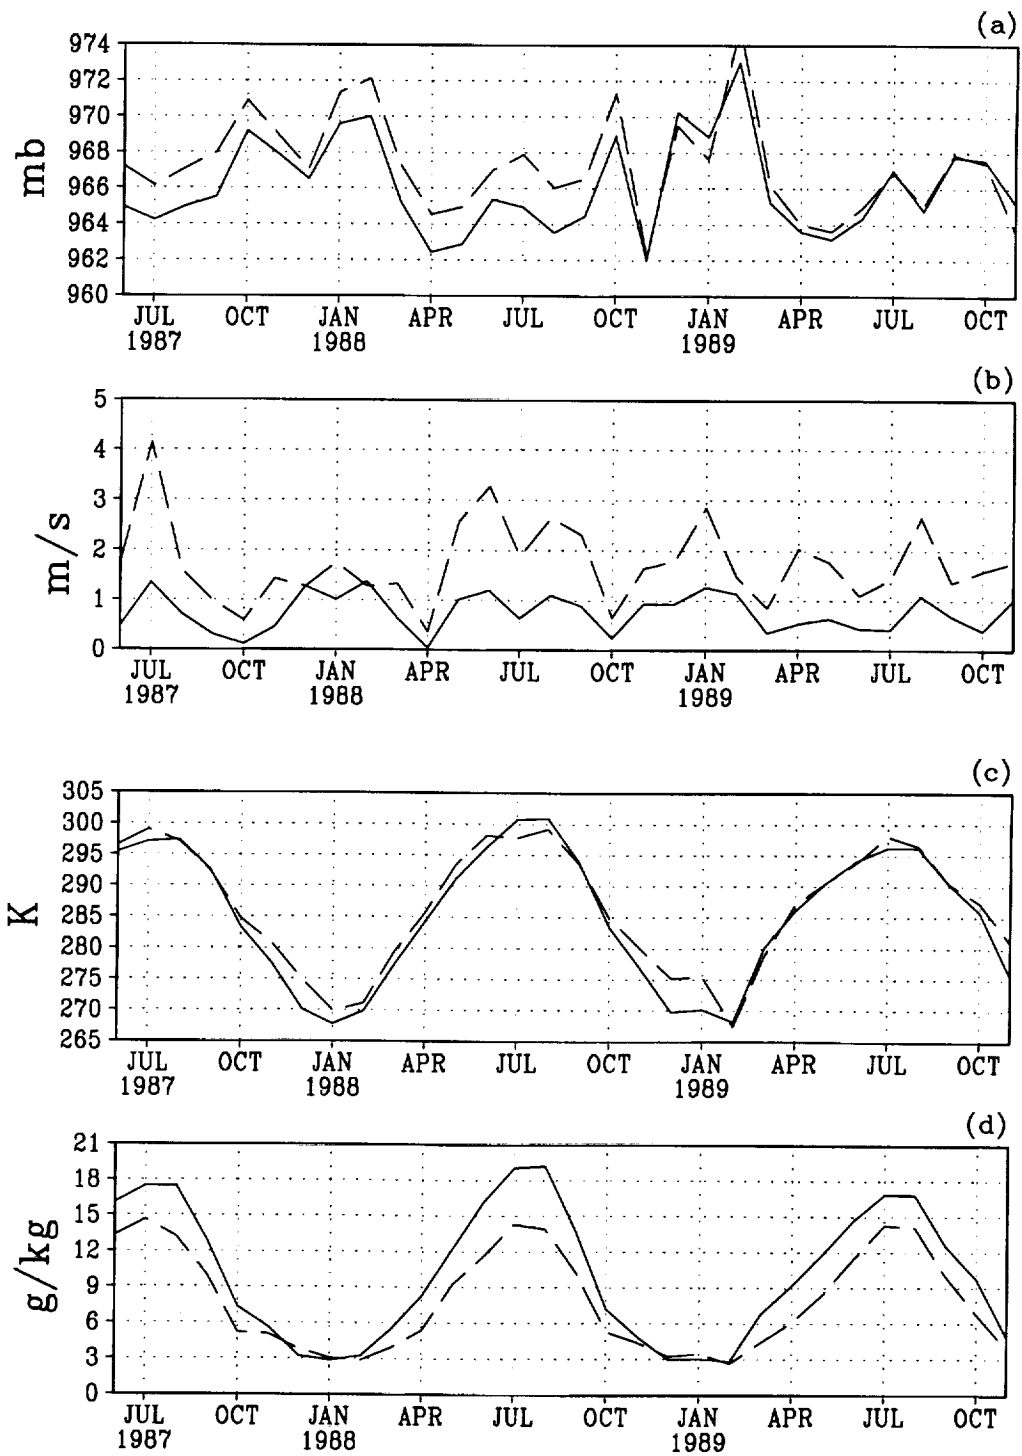 (a)
974
972
970
968
966
964
962
960
mb
JUL OCT JAN APR JUL OCT JAN APR JUL OCT
1987 1988 1989
(b)
5
4
3
2
1
0
m/s
JUL OCT JAN APR JUL OCT JAN APR JUL OCT
1987 1988 1989
(c)
305
300
295
290
285
280
275
270
265
K
JUL OCT JAN APR JUL OCT JAN APR JUL OCT
1987 1988 1989
(d)
21
18
15
12
9
6
3
0
g/kg
JUL OCT JAN APR JUL OCT JAN APR JUL OCT
1987 1988 1989